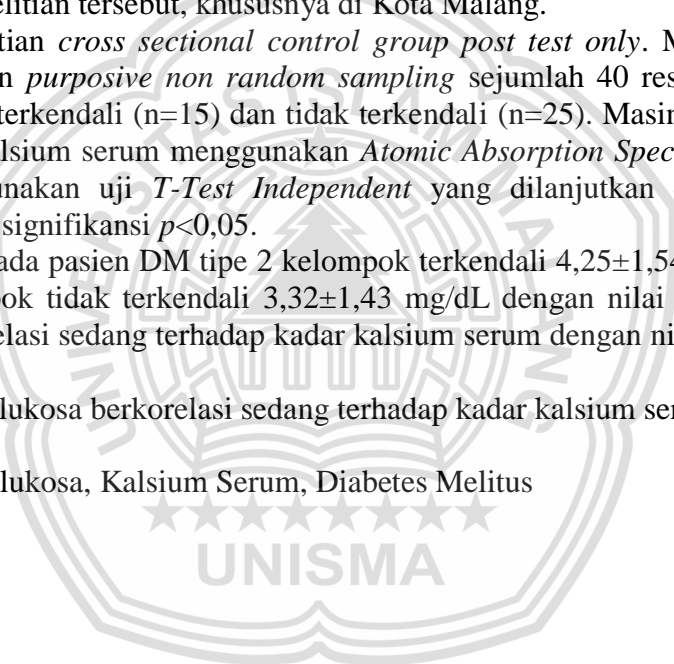 elitian tersebut, khususnya di Kota Malang.
tian cross sectional control group post test only. M
n purposive non random sampling sejumlah 40 res
terkendali (n=15) dan tidak terkendali (n=25). Masin
alsium serum menggunakan Atomic Absorption Spec
unakan uji T-Test Independent yang dilanjutkan
signifikansi p<0,05.
ada pasien DM tipe 2 kelompok terkendali 4,25±1,54
ok tidak terkendali 3,32±1,43 mg/dL dengan nilai
elasi sedang terhadap kadar kalsium serum dengan ni
lukosa berkorelasi sedang terhadap kadar kalsium ser
lukosa, Kalsium Serum, Diabetes Melitus
UNIVERSITAS ISLAM MALANG
UNISMA